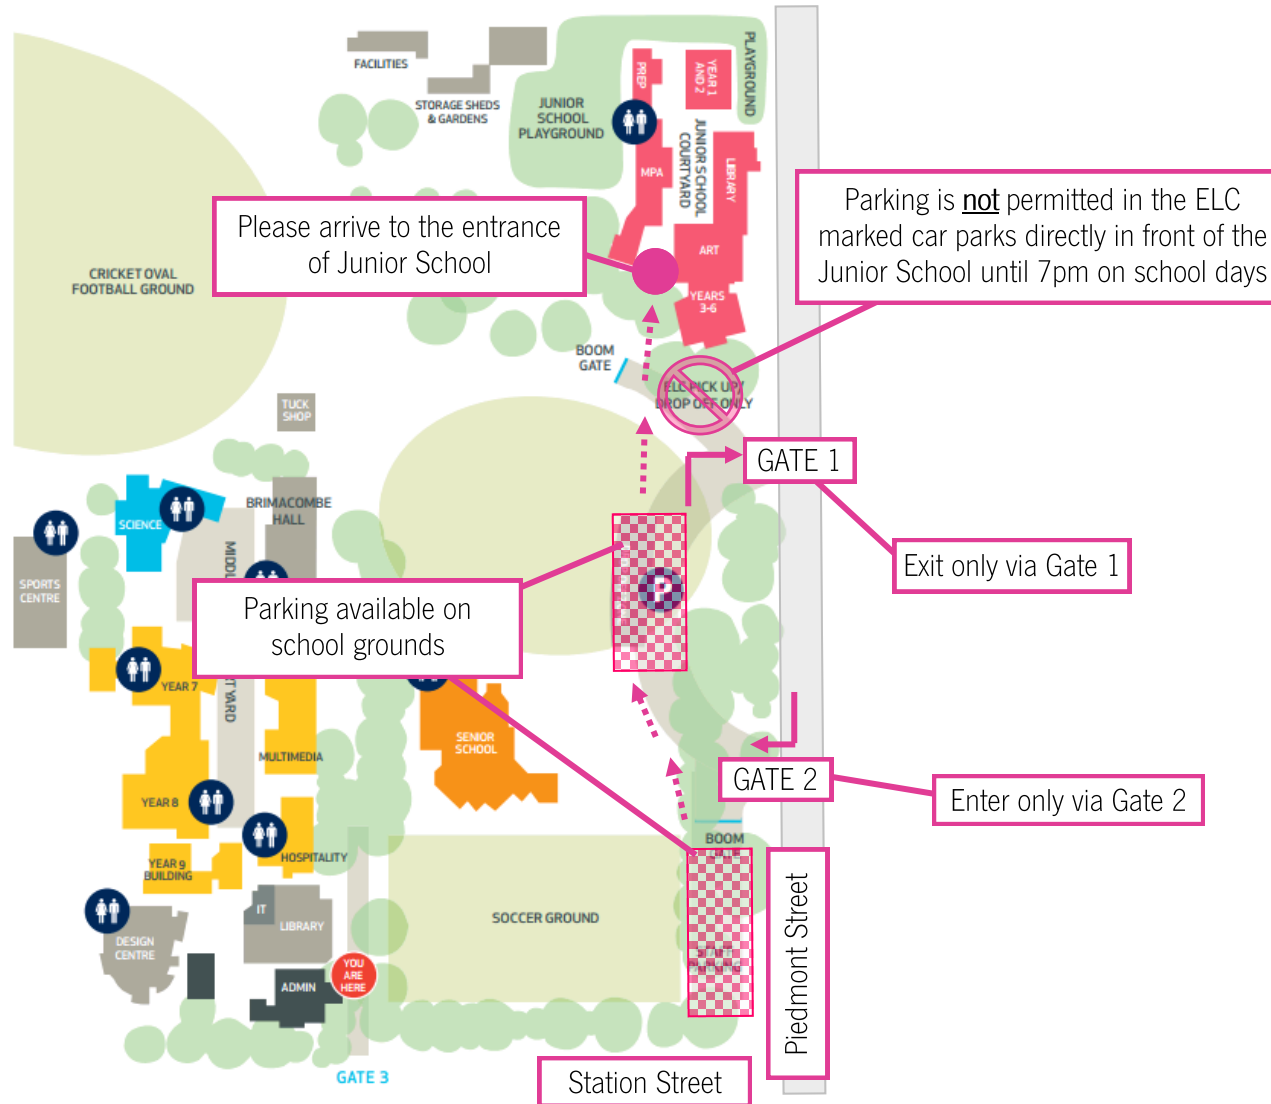 FACILITIES
STORAGE SHEDS
& GARDENS
JUNIOR
SCHOOL
PLAYGROUND
PREP
YEAR 1
AND 2
PLAYGROUND
MPA
JUNIOR SCHOOL
COURTYARD
LIBRARY
ART
YEARS
3-6
Please arrive to the entrance
of Junior School
Parking is not permitted in the ELC
marked car parks directly in front of the
Junior School until 7pm on school days
CRICKET OVAL
FOOTBALL GROUND
BOOM
GATE
ELC PICK UP/
DROP OFF ONLY
TUCK
SHOP
GATE 1
Exit only via Gate 1
BRIMACOMBE
HALL
SCIENCE
SPORTS
CENTRE
Parking available on
school grounds
P
YEAR 7
MULTIMEDIA
SENIOR
SCHOOL
GATE 2
Enter only via Gate 2
YEAR 8
BOOM
YEAR 9
BUILDING
HOSPITALITY
IT
LIBRARY
SOCCER GROUND
DESIGN
CENTRE
STAFF
PARKING
ADMIN
YOU
ARE
HERE
Piedmont Street
GATE 3
Station Street